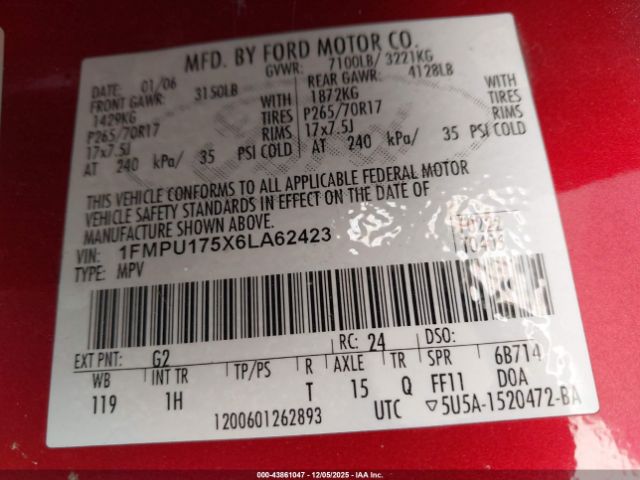 MFD. BY FORD MOTOR CO.
DATE: 01/06 GVWR: 7100LB/ 3221KG
FRONT GAWR: 3150LB REAR GAWR: 4128LB
1429KG WITH 1872KG WITH
P265/70R17 TIRES P265/70R17 TIRES
17x7.5J RIMS 17x7.5J RIMS
AT 240 kPa/ 35 PSI COLD AT 240 kPa/ 35 PSI COLD
THIS VEHICLE CONFORMS TO ALL APPLICABLE FEDERAL MOTOR
VEHICLE SAFETY STANDARDS IN EFFECT ON THE DATE OF
MANUFACTURE SHOWN ABOVE.
VIN: 1FMPU175X6LA62423
TYPE: MPV
EXT PNT: G2 RC: 24 DSO:
WB INT TR TP/PS R AXLE TR SPR 6B714
119 1H T 15 Q FF11 DOA
1200601262893 UTC ▽5U5A-1520472-BA
000-43861047 - 12/05/2025 - IAA Inc.